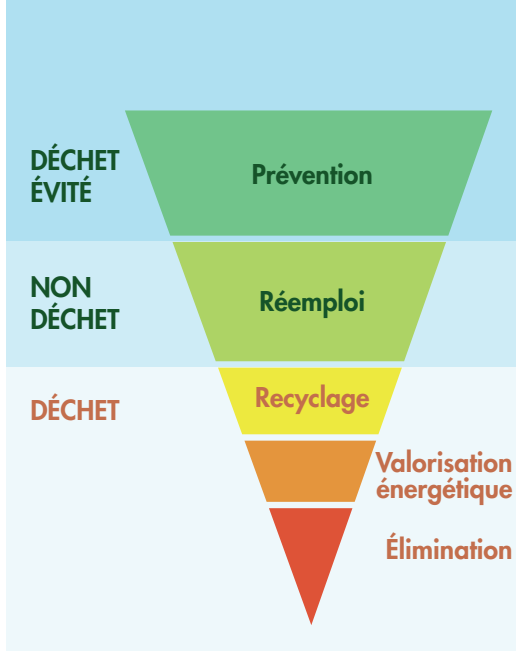 DÉCHET
ÉVITÉ
Prévention
NON
DÉCHET
Réemploi
DÉCHET
Recyclage
Valorisation
énergétique
Élimination